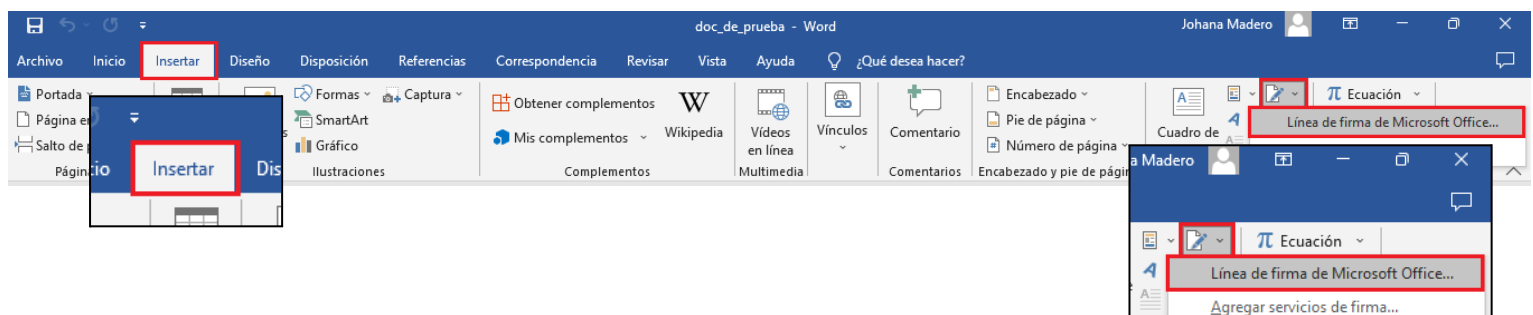 doc_de_prueba - Word
Johana Madero
Archivo Inicio Insertar Diseño Disposición Referencias Correspondencia Revisar Vista Ayuda ¿Qué desea hacer?
Portada
Página
Salto de
Formas
Captura
SmartArt
Gráfico
Ilustraciones
Obtener complementos
Mis complementos
W
Wikipedia
Complementos
Vídeos
en línea
Multimedia
Vínculos
Comentario
Comentarios
Encabezado
Pie de página
Número de página
Encabezado y pie de
Cuadro de
π Ecuación
Línea de firma de Microsoft Office...
Insertar
Madero
π Ecuación
Línea de firma de Microsoft Office...
Agregar servicios de firma...